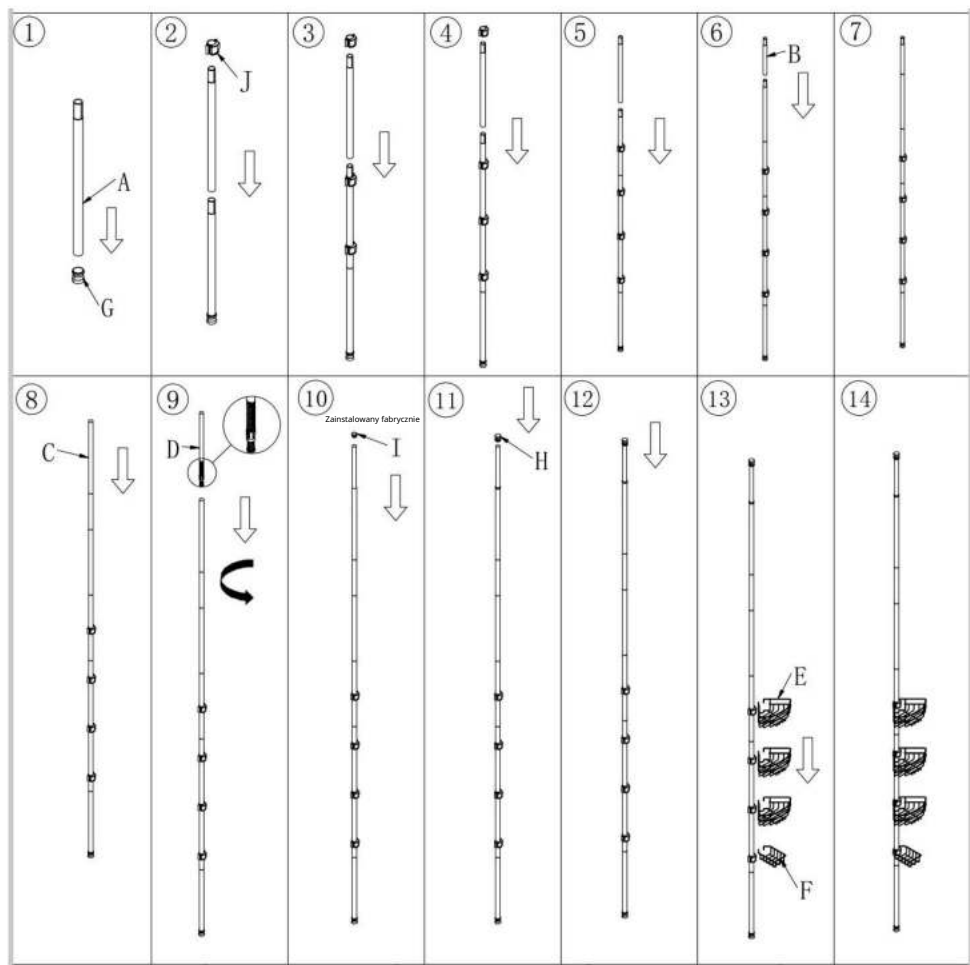 ①
A
G
②
J
③
④
⑤
⑥
B
⑦
⑧
C
⑨
D
⑩
Zainstalowany fabrycznie
I
⑪
H
⑫
⑬
E
F
⑭